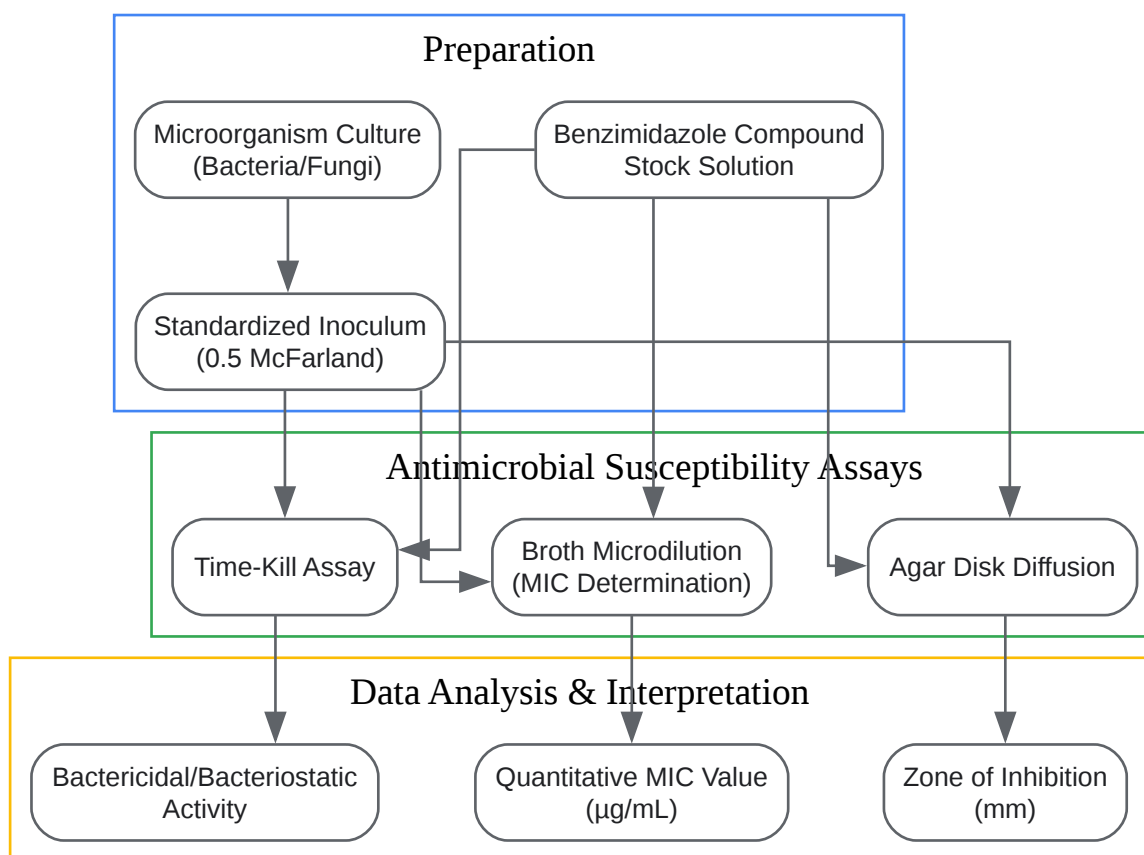 Preparation
Microorganism Culture
(Bacteria/Fungi)
Benzimidazole Compound
Stock Solution
Standardized Inoculum
(0.5 McFarland)
Antimicrobial Susceptibility Assays
Time-Kill Assay
Broth Microdilution
(MIC Determination)
Agar Disk Diffusion
Data Analysis & Interpretation
Bactericidal/Bacteriostatic
Activity
Quantitative MIC Value
(µg/mL)
Zone of Inhibition
(mm)